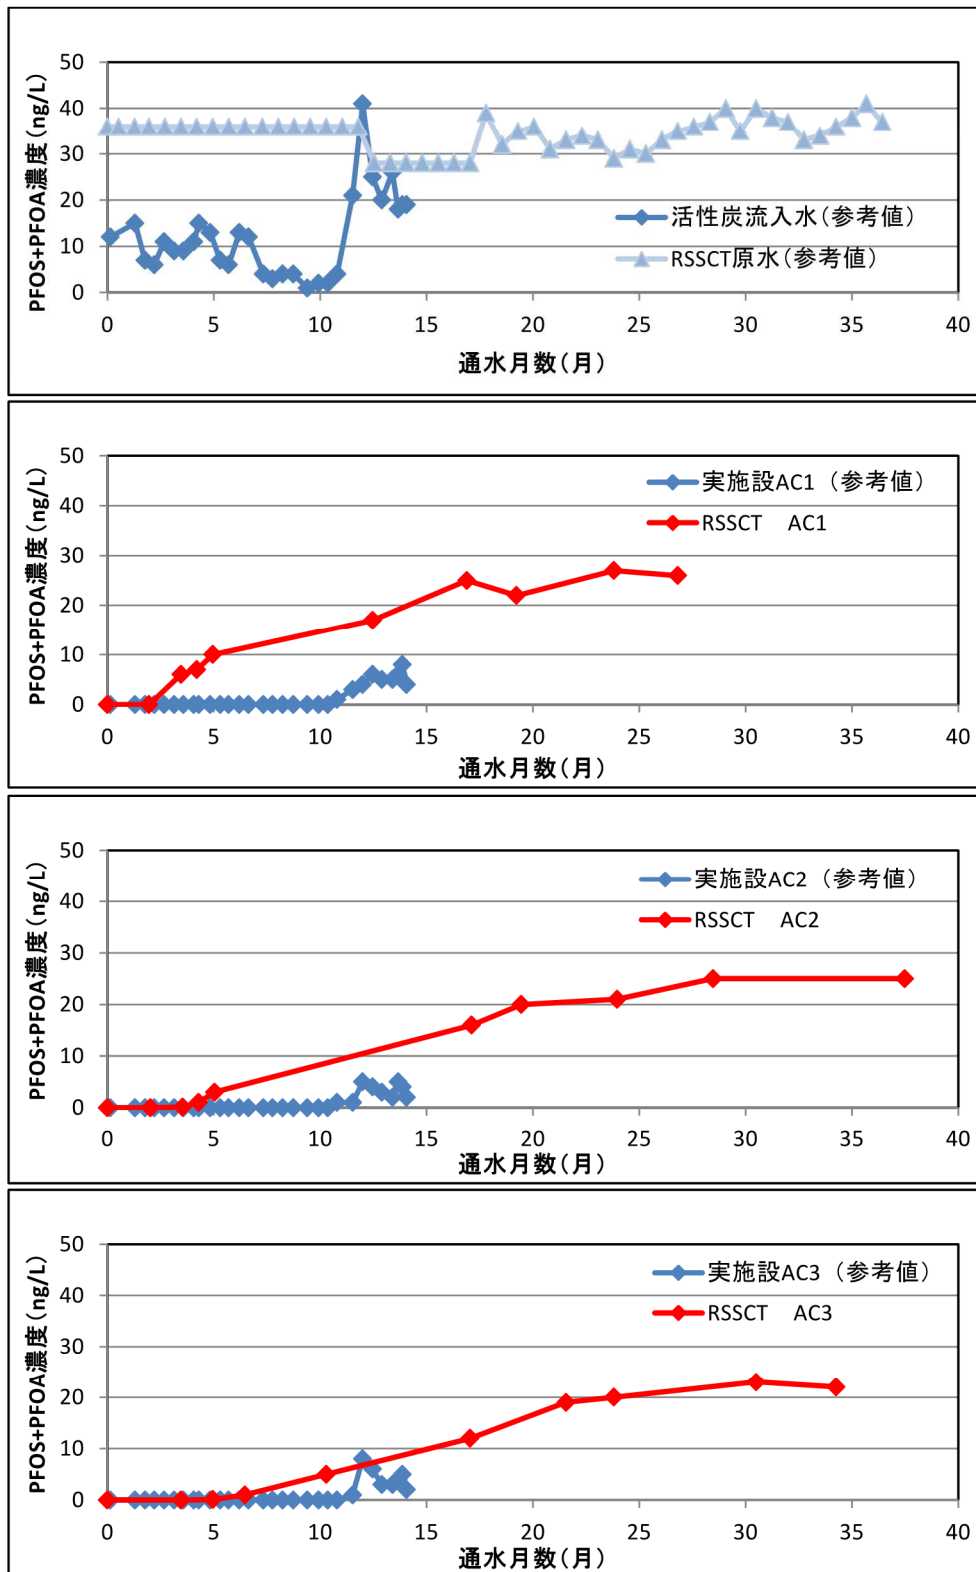 PFOS+PFOA濃度(ng/L)
50
40
30
20
10
0
活性炭流入水(参考値)
RSSCT原水(参考値)
0 5 10 15 20 25 30 35 40
通水月数(月)
PFOS+PFOA濃度(ng/L)
50
40
30
20
10
0
実施設AC1 (参考値)
RSSCT AC1
0 5 10 15 20 25 30 35 40
通水月数(月)
PFOS+PFOA濃度(ng/L)
50
40
30
20
10
0
実施設AC2 (参考値)
RSSCT AC2
0 5 10 15 20 25 30 35 40
通水月数(月)
PFOS+PFOA濃度(ng/L)
50
40
30
20
10
0
実施設AC3 (参考値)
RSSCT AC3
0 5 10 15 20 25 30 35 40
通水月数(月)